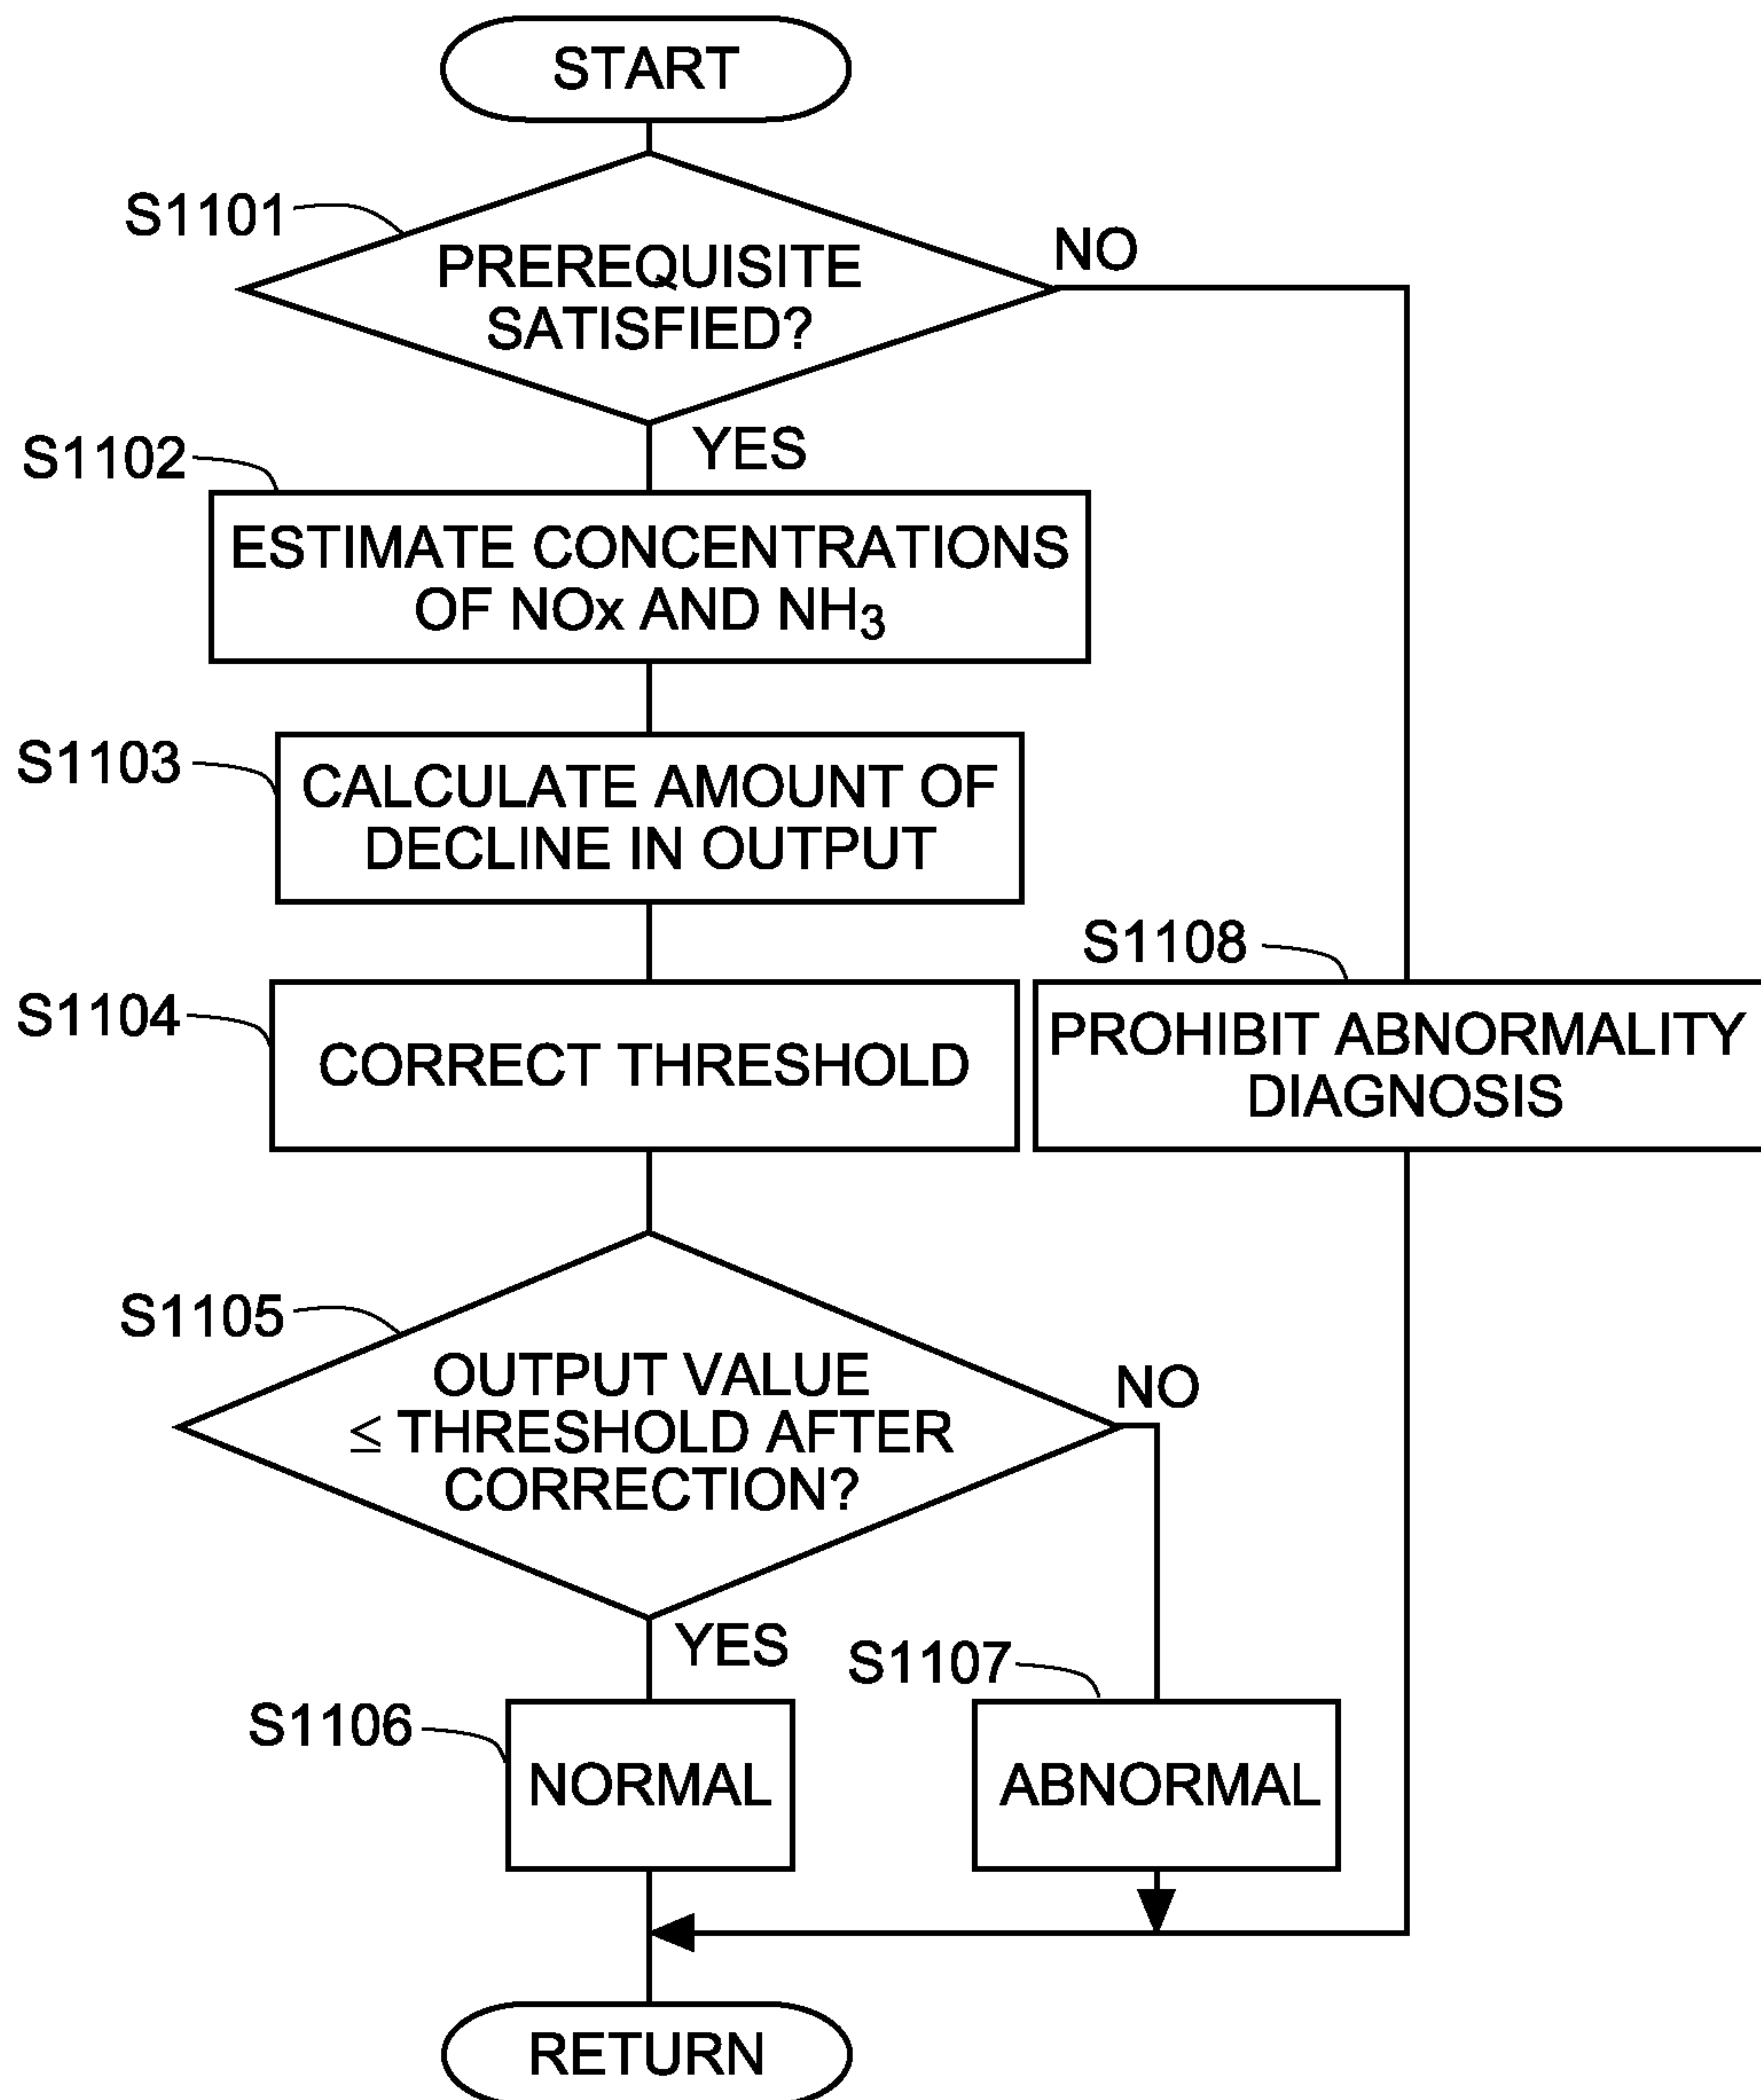 START
S1101
PREREQUISITE
SATISFIED?
NO
YES
S1102
ESTIMATE CONCENTRATIONS
OF NOx AND NH₃
S1103
CALCULATE AMOUNT OF
DECLINE IN OUTPUT
S1104
CORRECT THRESHOLD
S1108
PROHIBIT ABNORMALITY
DIAGNOSIS
S1105
OUTPUT VALUE
≤ THRESHOLD AFTER
CORRECTION?
NO
YES
S1106
NORMAL
S1107
ABNORMAL
RETURN